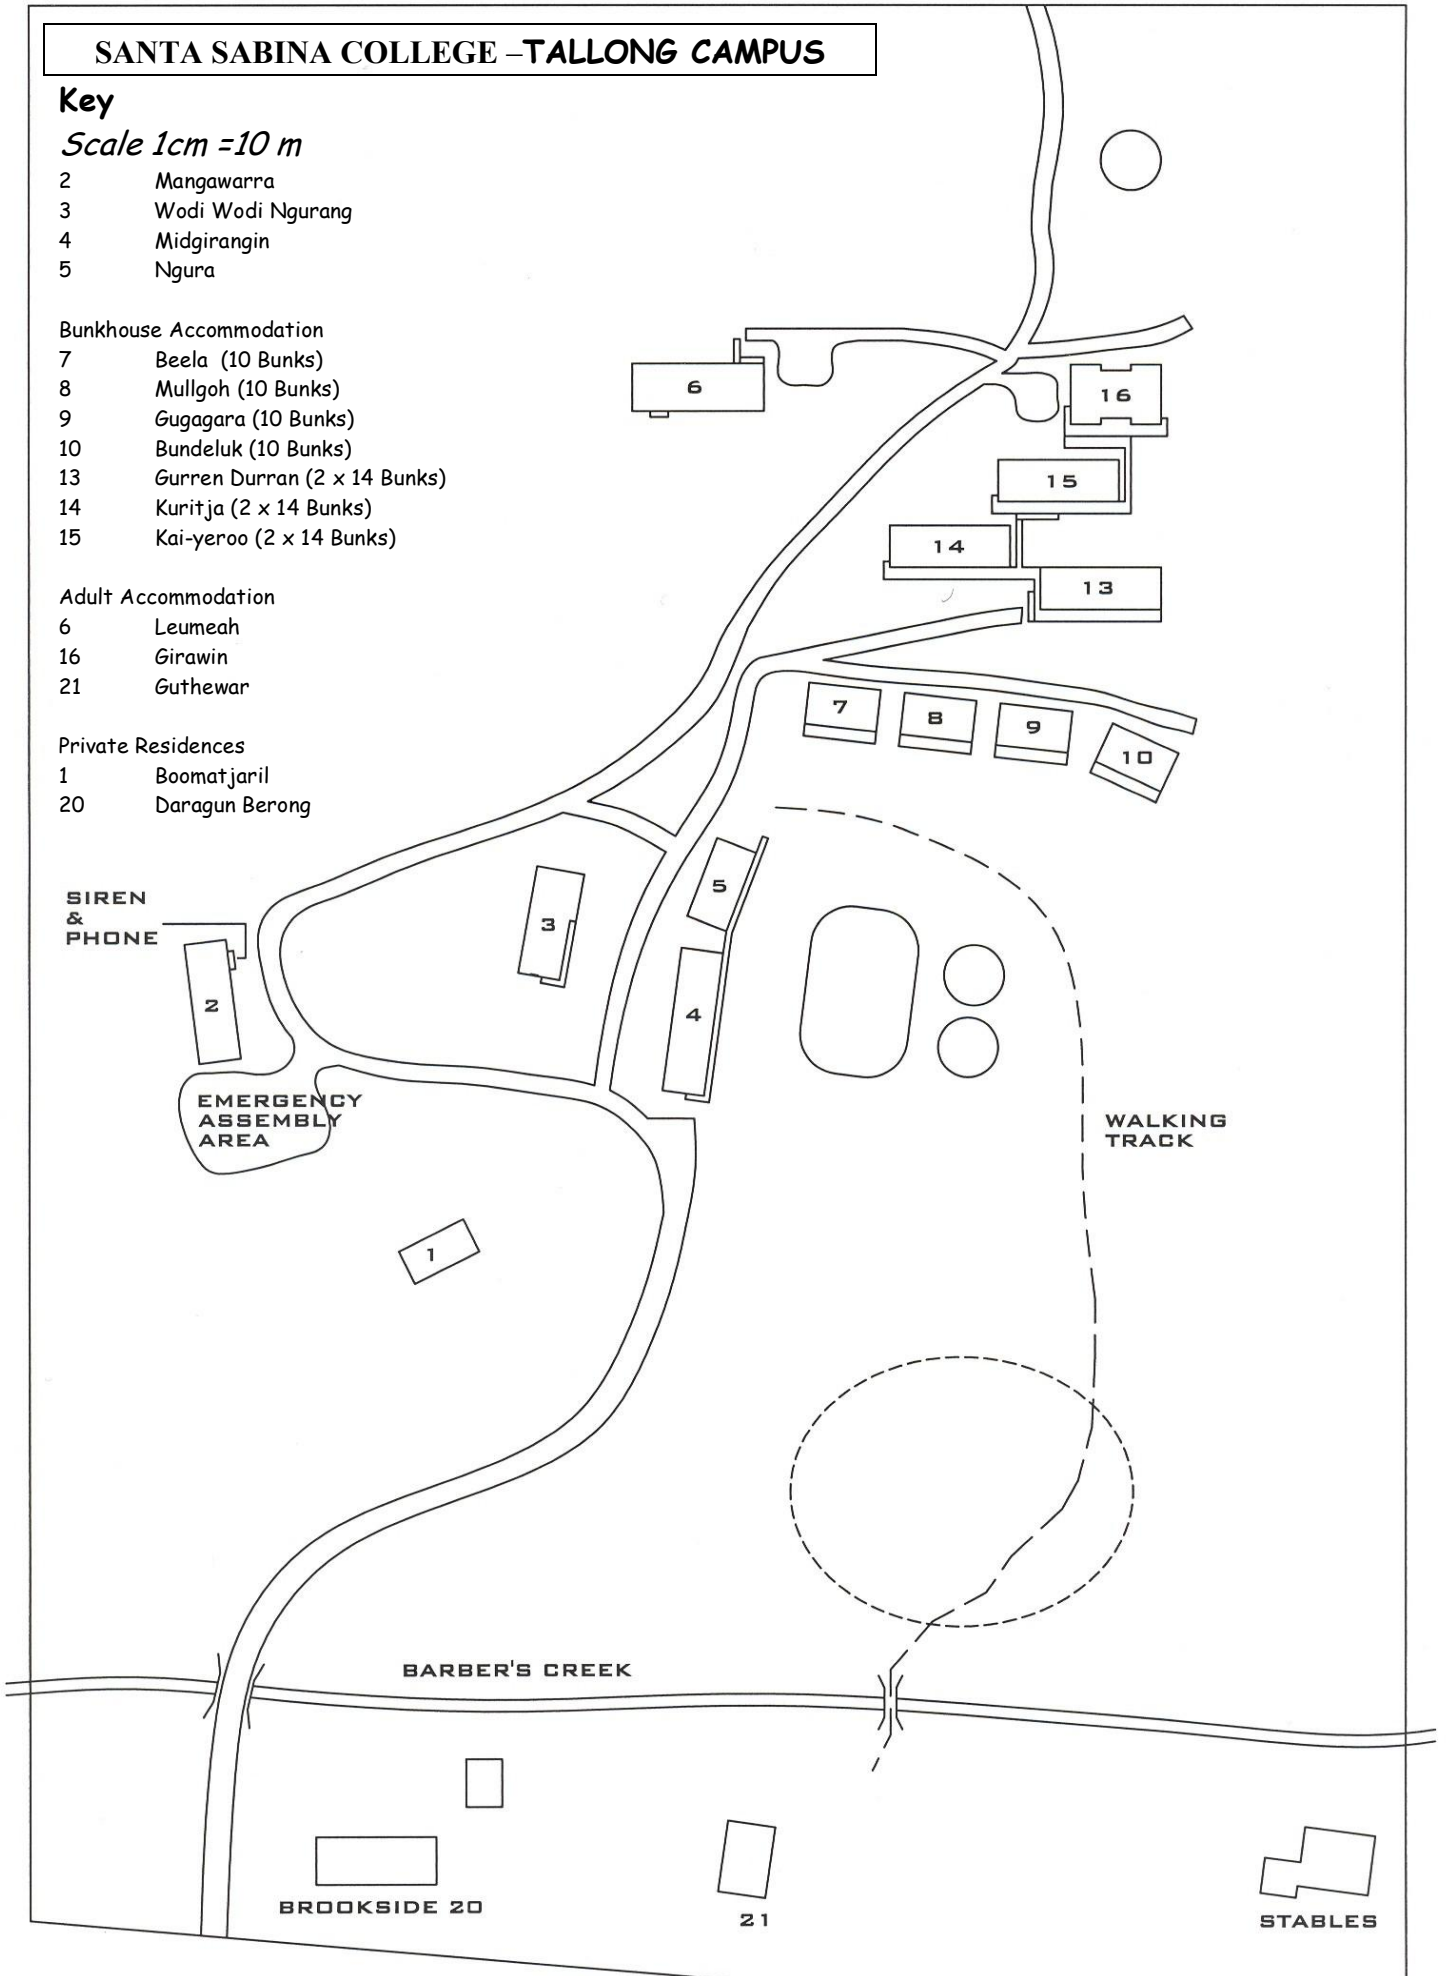 SANTA SABINA COLLEGE –TALLONG CAMPUS
Key
Scale 1cm =10 m
2 Mangawarra
3 Wodi Wodi Ngurang
4 Midgirangin
5 Ngura
Bunkhouse Accommodation
7 Beela (10 Bunks)
8 Mullgoh (10 Bunks)
9 Gugagara (10 Bunks)
10 Bundeluk (10 Bunks)
13 Gurren Durran (2 x 14 Bunks)
14 Kuritja (2 x 14 Bunks)
15 Kai-yeroo (2 x 14 Bunks)
Adult Accommodation
6 Leumeah
16 Girawin
21 Guthewar
Private Residences
1 Boomatjaril
20 Daragun Berong
6
16
15
14
13
7
8
9
10
5
3
4
2
SIREN
&
PHONE
EMERGENCY
ASSEMBLY
AREA
WALKING
TRACK
1
BARBER'S CREEK
BROOKSIDE 20
21
STABLES